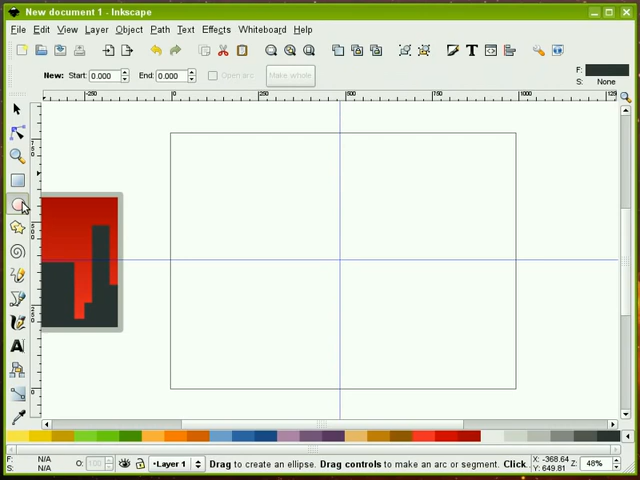 New document 1 - Inkscape
File Edit View Layer Object Path Text Effects Whiteboard Help
New: Start: 0.000 End: 0.000 Open arc Make whole F:
S: None
-250 0 250 500 750 1000 125
F: N/A O: 100 Layer 1 Drag to create an ellipse. Drag controls to make an arc or segment. Click X: -368.64 Z: 48%
S: N/A Y: 649.81